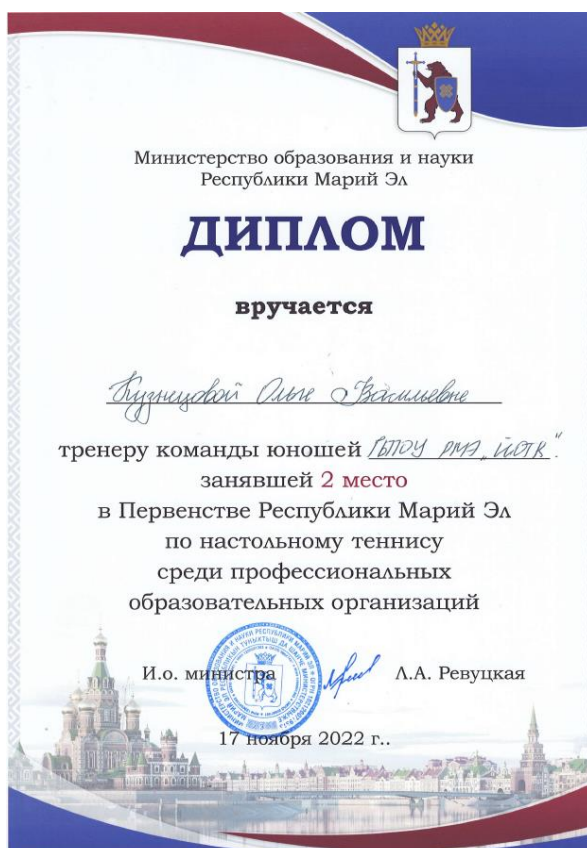 Министерство образования и науки
Республики Марий Эл
ДИПЛОМ
вручается
Кузнецовой Ольге Васильевне
тренеру команды юношей ГБПОУ РМЭ "ЙОТК".
занявшей 2 место
в Первенстве Республики Марий Эл
по настольному теннису
среди профессиональных
образовательных организаций
И.о. министра Л.А. Ревуцкая
17 ноября 2022 г..